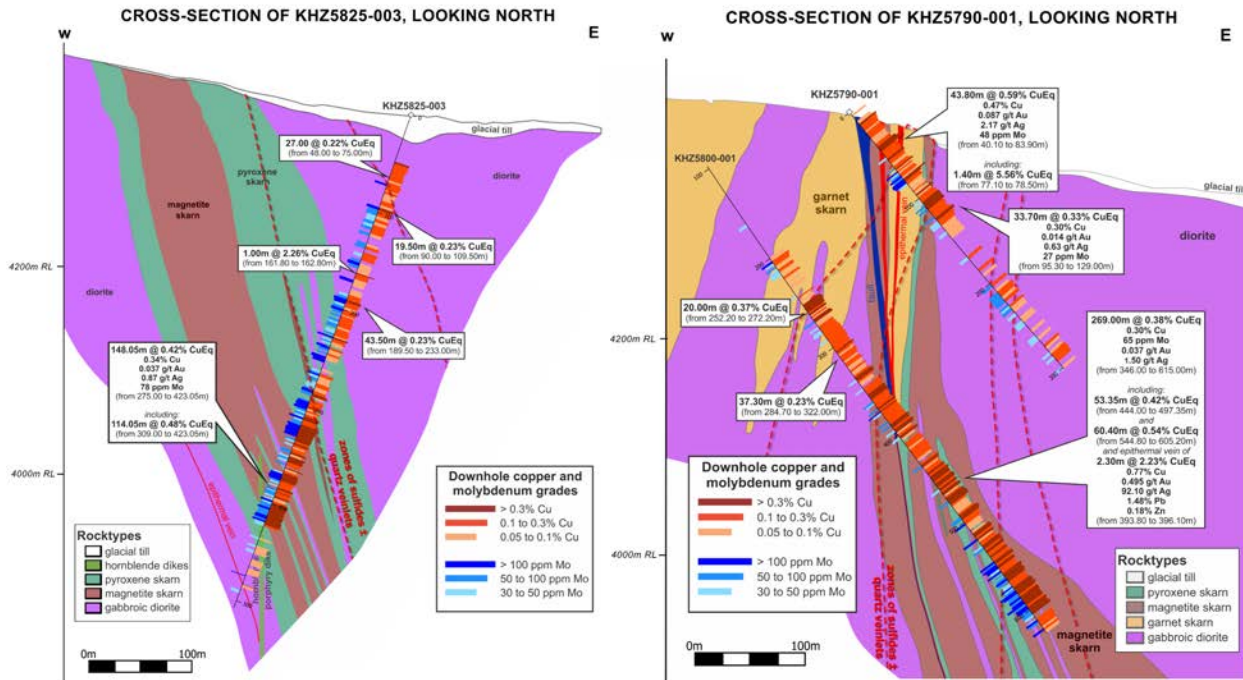 CROSS-SECTION OF KHZ5825-003, LOOKING NORTH
W
E
KHZ5825-003
glacial till
27.00 @ 0.22% CuEq
(from 48.00 to 75.00m)
pyroxene
skarn
magnetite
skarn
diorite
19.50m @ 0.23% CuEq
(from 90.00 to 109.50m)
1.00m @ 2.26% CuEq
(from 161.80 to 162.80m)
4200m RL
diorite
43.50m @ 0.23% CuEq
(from 189.50 to 233.00m)
148.05m @ 0.42% CuEq
0.34% Cu
0.037 g/t Au
0.87 g/t Ag
78 ppm Mo
(from 275.00 to 423.05m)
including:
114.05m @ 0.48% CuEq
(from 309.00 to 423.05m)
4000m RL
zones of sulfides ±
quartz veinlets
epithermal vein
porphyry dikes
Downhole copper and
molybdenum grades
> 0.3% Cu
0.1 to 0.3% Cu
0.05 to 0.1% Cu
> 100 ppm Mo
50 to 100 ppm Mo
30 to 50 ppm Mo
Rocktypes
glacial till
hornblende dikes
pyroxene skarn
magnetite skarn
gabbroic diorite
0m
100m
CROSS-SECTION OF KHZ5790-001, LOOKING NORTH
W
E
KHZ5790-001
43.80m @ 0.59% CuEq
0.47% Cu
0.087 g/t Au
2.17 g/t Ag
48 ppm Mo
(from 40.10 to 83.90m)
including:
1.40m @ 5.56% CuEq
(from 77.10 to 78.50m)
KHZ5800-001
100
glacial till
garnet
skarn
epithermal vein
33.70m @ 0.33% CuEq
0.30% Cu
0.014 g/t Au
0.63 g/t Ag
27 ppm Mo
(from 95.30 to 129.00m)
diorite
fault
20.00m @ 0.37% CuEq
(from 252.20 to 272.20m)
4200m RL
37.30m @ 0.23% CuEq
(from 284.70 to 322.00m)
269.00m @ 0.38% CuEq
0.30% Cu
65 ppm Mo
0.037 g/t Au
1.50 g/t Ag
(from 346.00 to 615.00m)
including:
53.35m @ 0.42% CuEq
(from 444.00 to 497.35m)
and
60.40m @ 0.54% CuEq
(from 544.80 to 605.20m)
and epithermal vein of
2.30m @ 2.23% CuEq
0.77% Cu
0.495 g/t Au
92.10 g/t Ag
1.48% Pb
0.18% Zn
(from 393.80 to 396.10m)
Downhole copper and
molybdenum grades
> 0.3% Cu
0.1 to 0.3% Cu
0.05 to 0.1% Cu
> 100 ppm Mo
50 to 100 ppm Mo
30 to 50 ppm Mo
4000m RL
zones of sulfides ±
quartz veinlets
magnetite
skarn
Rocktypes
glacial till
pyroxene skarn
magnetite skarn
garnet skarn
gabbroic diorite
0m
100m